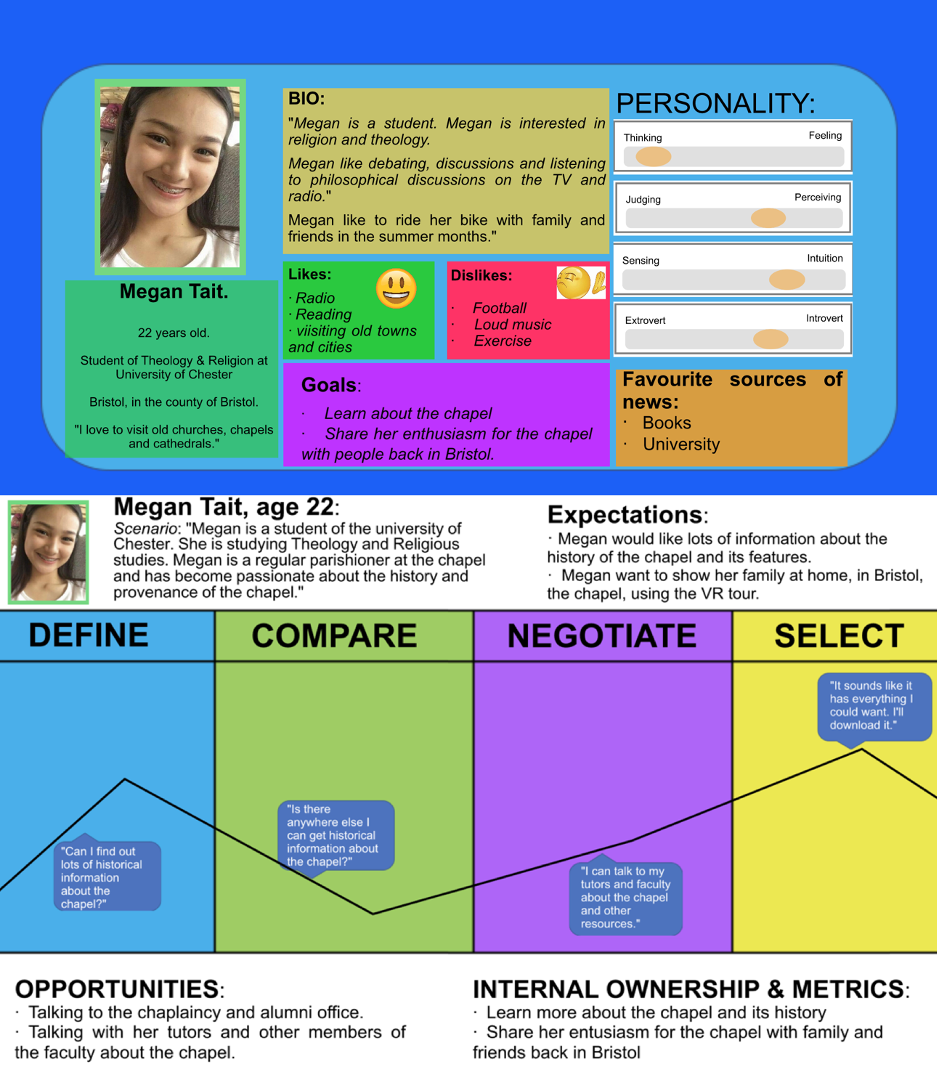 Megan Tait.
22 years old.
Student of Theology & Religion at
University of Chester
Bristol, in the county of Bristol.
"I love to visit old churches, chapels
and cathedrals."
BIO:
"Megan is a student. Megan is interested in
religion and theology.
Megan like debating, discussions and listening
to philosophical discussions on the TV and
radio."
Megan like to ride her bike with family and
friends in the summer months."
Likes:
· Radio
· Reading
· viisiting old towns
and cities
Dislikes:
· Football
· Loud music
· Exercise
Goals:
· Learn about the chapel
· Share her enthusiasm for the chapel
with people back in Bristol.
PERSONALITY:
Thinking Feeling
Judging Perceiving
Sensing Intuition
Extrovert Introvert
Favourite sources of
news:
· Books
· University
Megan Tait, age 22:
Scenario: "Megan is a student of the university of
Chester. She is studying Theology and Religious
studies. Megan is a regular parishioner at the chapel
and has become passionate about the history and
provenance of the chapel."
Expectations:
· Megan would like lots of information about the
history of the chapel and its features.
· Megan want to show her family at home, in Bristol,
the chapel, using the VR tour.
DEFINE
COMPARE
NEGOTIATE
SELECT
"Can I find out
lots of historical
information
about the
chapel?"
"Is there
anywhere else I
can get historical
information about
the chapel?"
"I can talk to my
tutors and faculty
about the chapel
and other
resources."
"It sounds like it
has everything I
could want. I'll
download it."
OPPORTUNITIES:
· Talking to the chaplaincy and alumni office.
· Talking with her tutors and other members of
the faculty about the chapel.
INTERNAL OWNERSHIP & METRICS:
· Learn more about the chapel and its history
· Share her entusiasm for the chapel with family and
friends back in Bristol